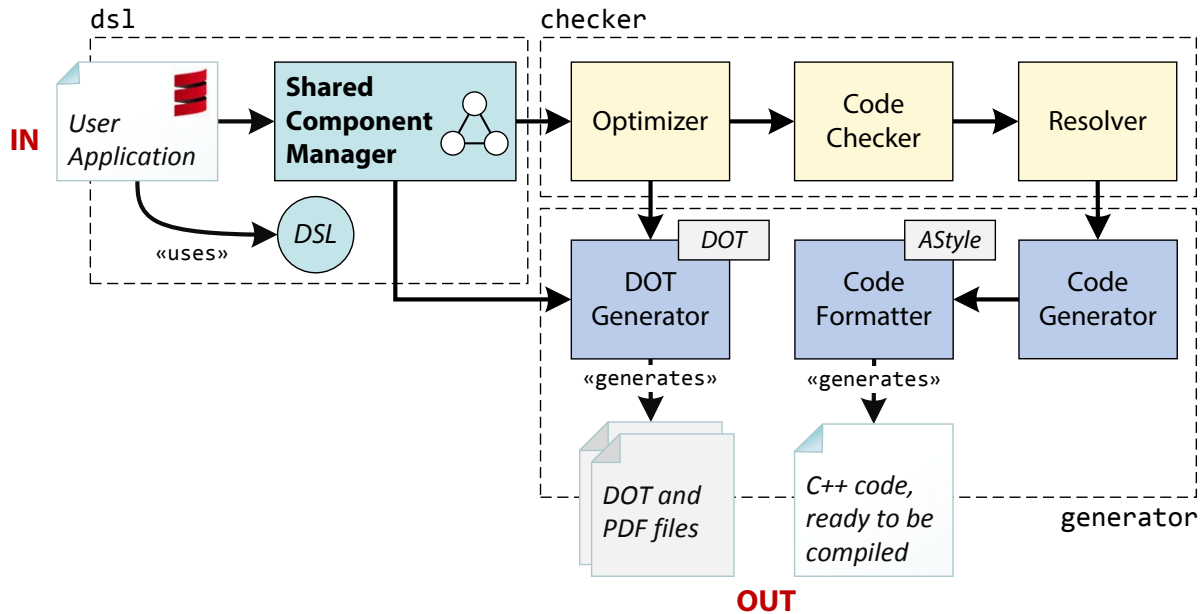 dsl
checker
IN
User
Application
Shared
Component
Manager
Optimizer
Code
Checker
Resolver
«uses»
DSL
DOT
AStyle
DOT
Generator
Code
Formatter
Code
Generator
«generates»
«generates»
DOT and
PDF files
C++ code,
ready to be
compiled
generator
OUT